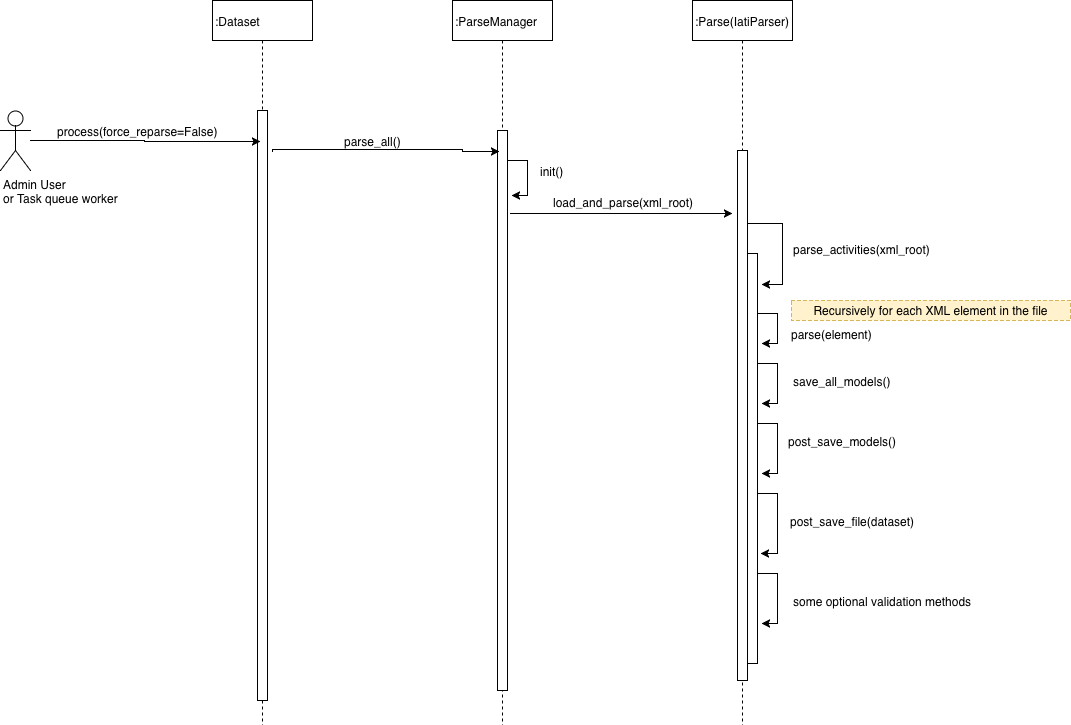 :Dataset
:ParseManager
:Parse(IatiParser)
process(force_reparse=False)
parse_all()
init()
Admin User
or Task queue worker
load_and_parse(xml_root)
parse_activities(xml_root)
Recursively for each XML element in the file
parse(element)
save_all_models()
post_save_models()
post_save_file(dataset)
some optional validation methods